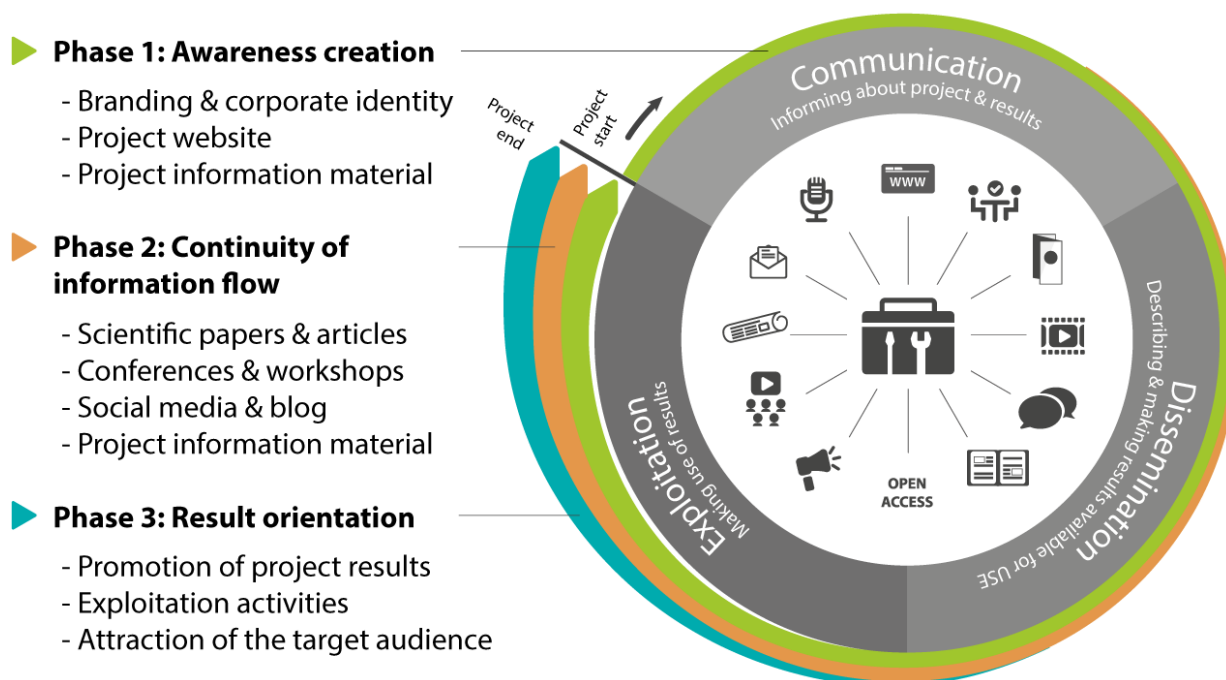 Phase 1: Awareness creation
- Branding & corporate identity
- Project website
- Project information material
Phase 2: Continuity of
information flow
- Scientific papers & articles
- Conferences & workshops
- Social media & blog
- Project information material
Phase 3: Result orientation
- Promotion of project results
- Exploitation activities
- Attraction of the target audience
Project
end
Project
start
Communication
Informing about project & results
Dissemination
Describing & making results available for USE
Exploitation
Making use of results
WWW
OPEN
ACCESS